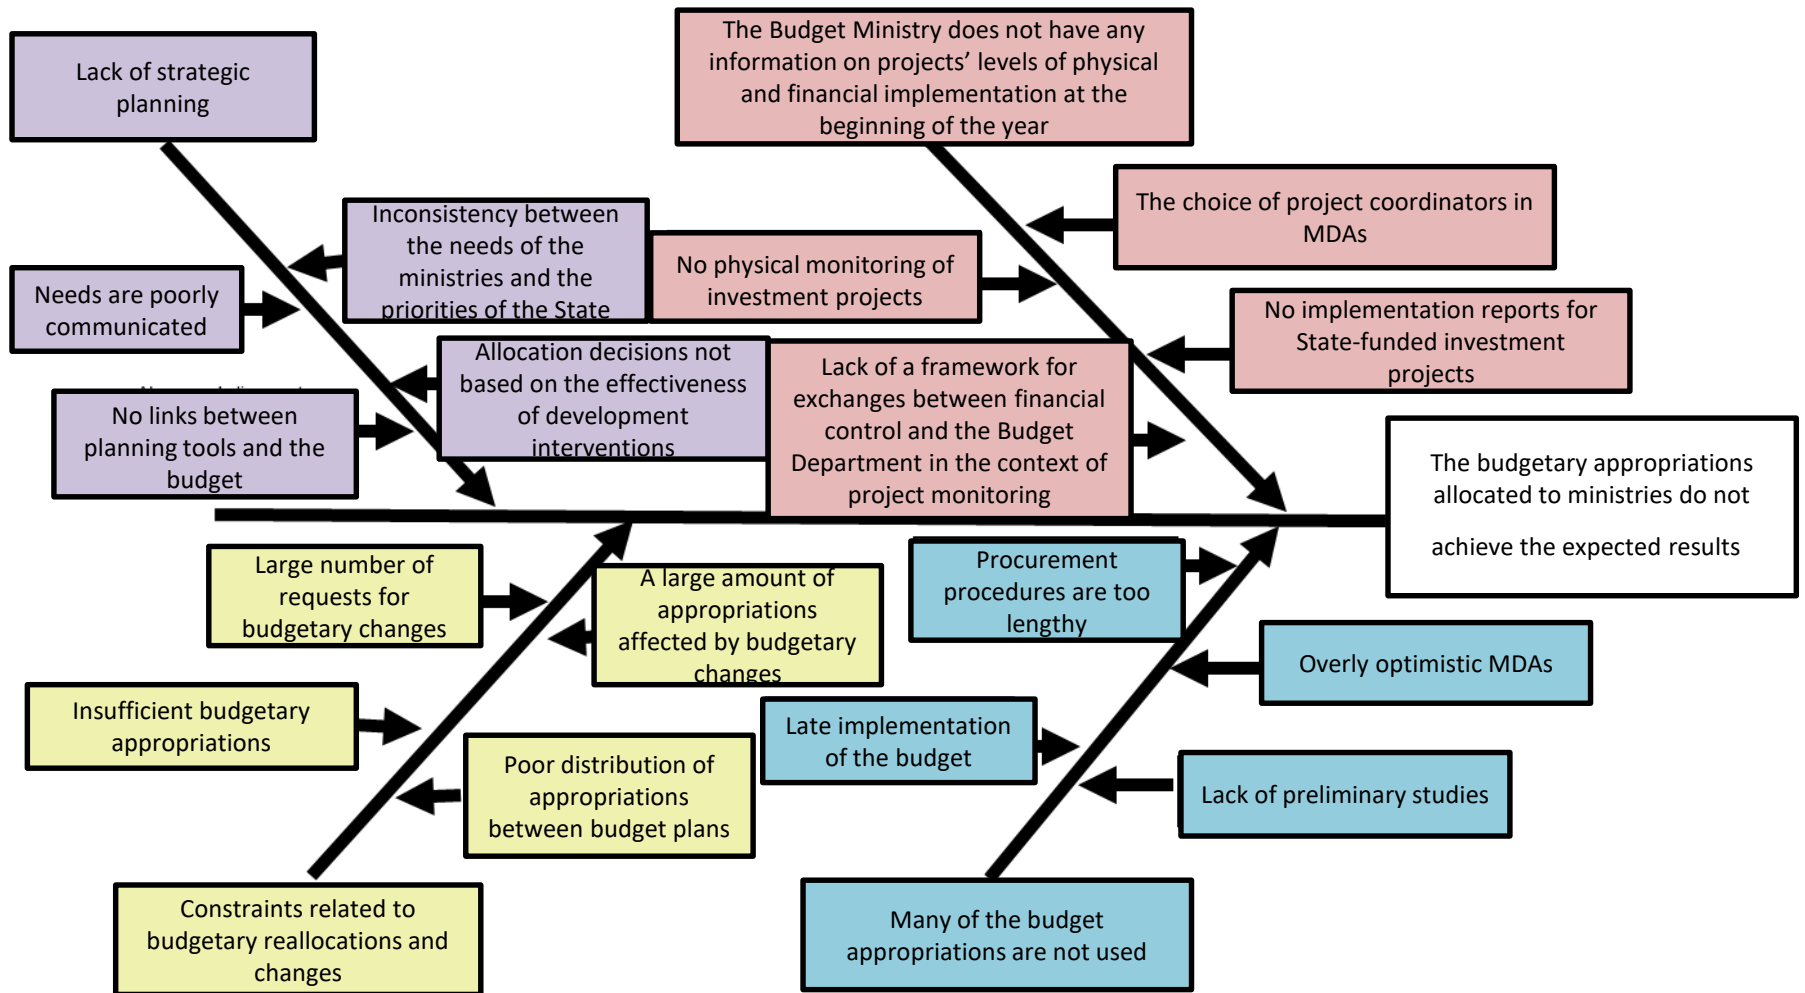 Lack of strategic
planning
The Budget Ministry does not have any
information on projects’ levels of physical
and financial implementation at the
beginning of the year
The choice of project coordinators in
MDAs
Inconsistency between
the needs of the
ministries and the
priorities of the State
No physical monitoring of
investment projects
Needs are poorly
communicated
No implementation reports for
State-funded investment
projects
Allocation decisions not
based on the effectiveness
of development
interventions
Lack of a framework for
exchanges between financial
control and the Budget
Department in the context of
project monitoring
No links between
planning tools and the
budget
The budgetary appropriations
allocated to ministries do not
achieve the expected results
Large number of
requests for
budgetary changes
A large amount of
appropriations
affected by budgetary
changes
Procurement
procedures are too
lengthy
Overly optimistic MDAs
Insufficient budgetary
appropriations
Late implementation
of the budget
Poor distribution of
appropriations
between budget plans
Lack of preliminary studies
Constraints related to
budgetary reallocations and
changes
Many of the budget
appropriations are not used